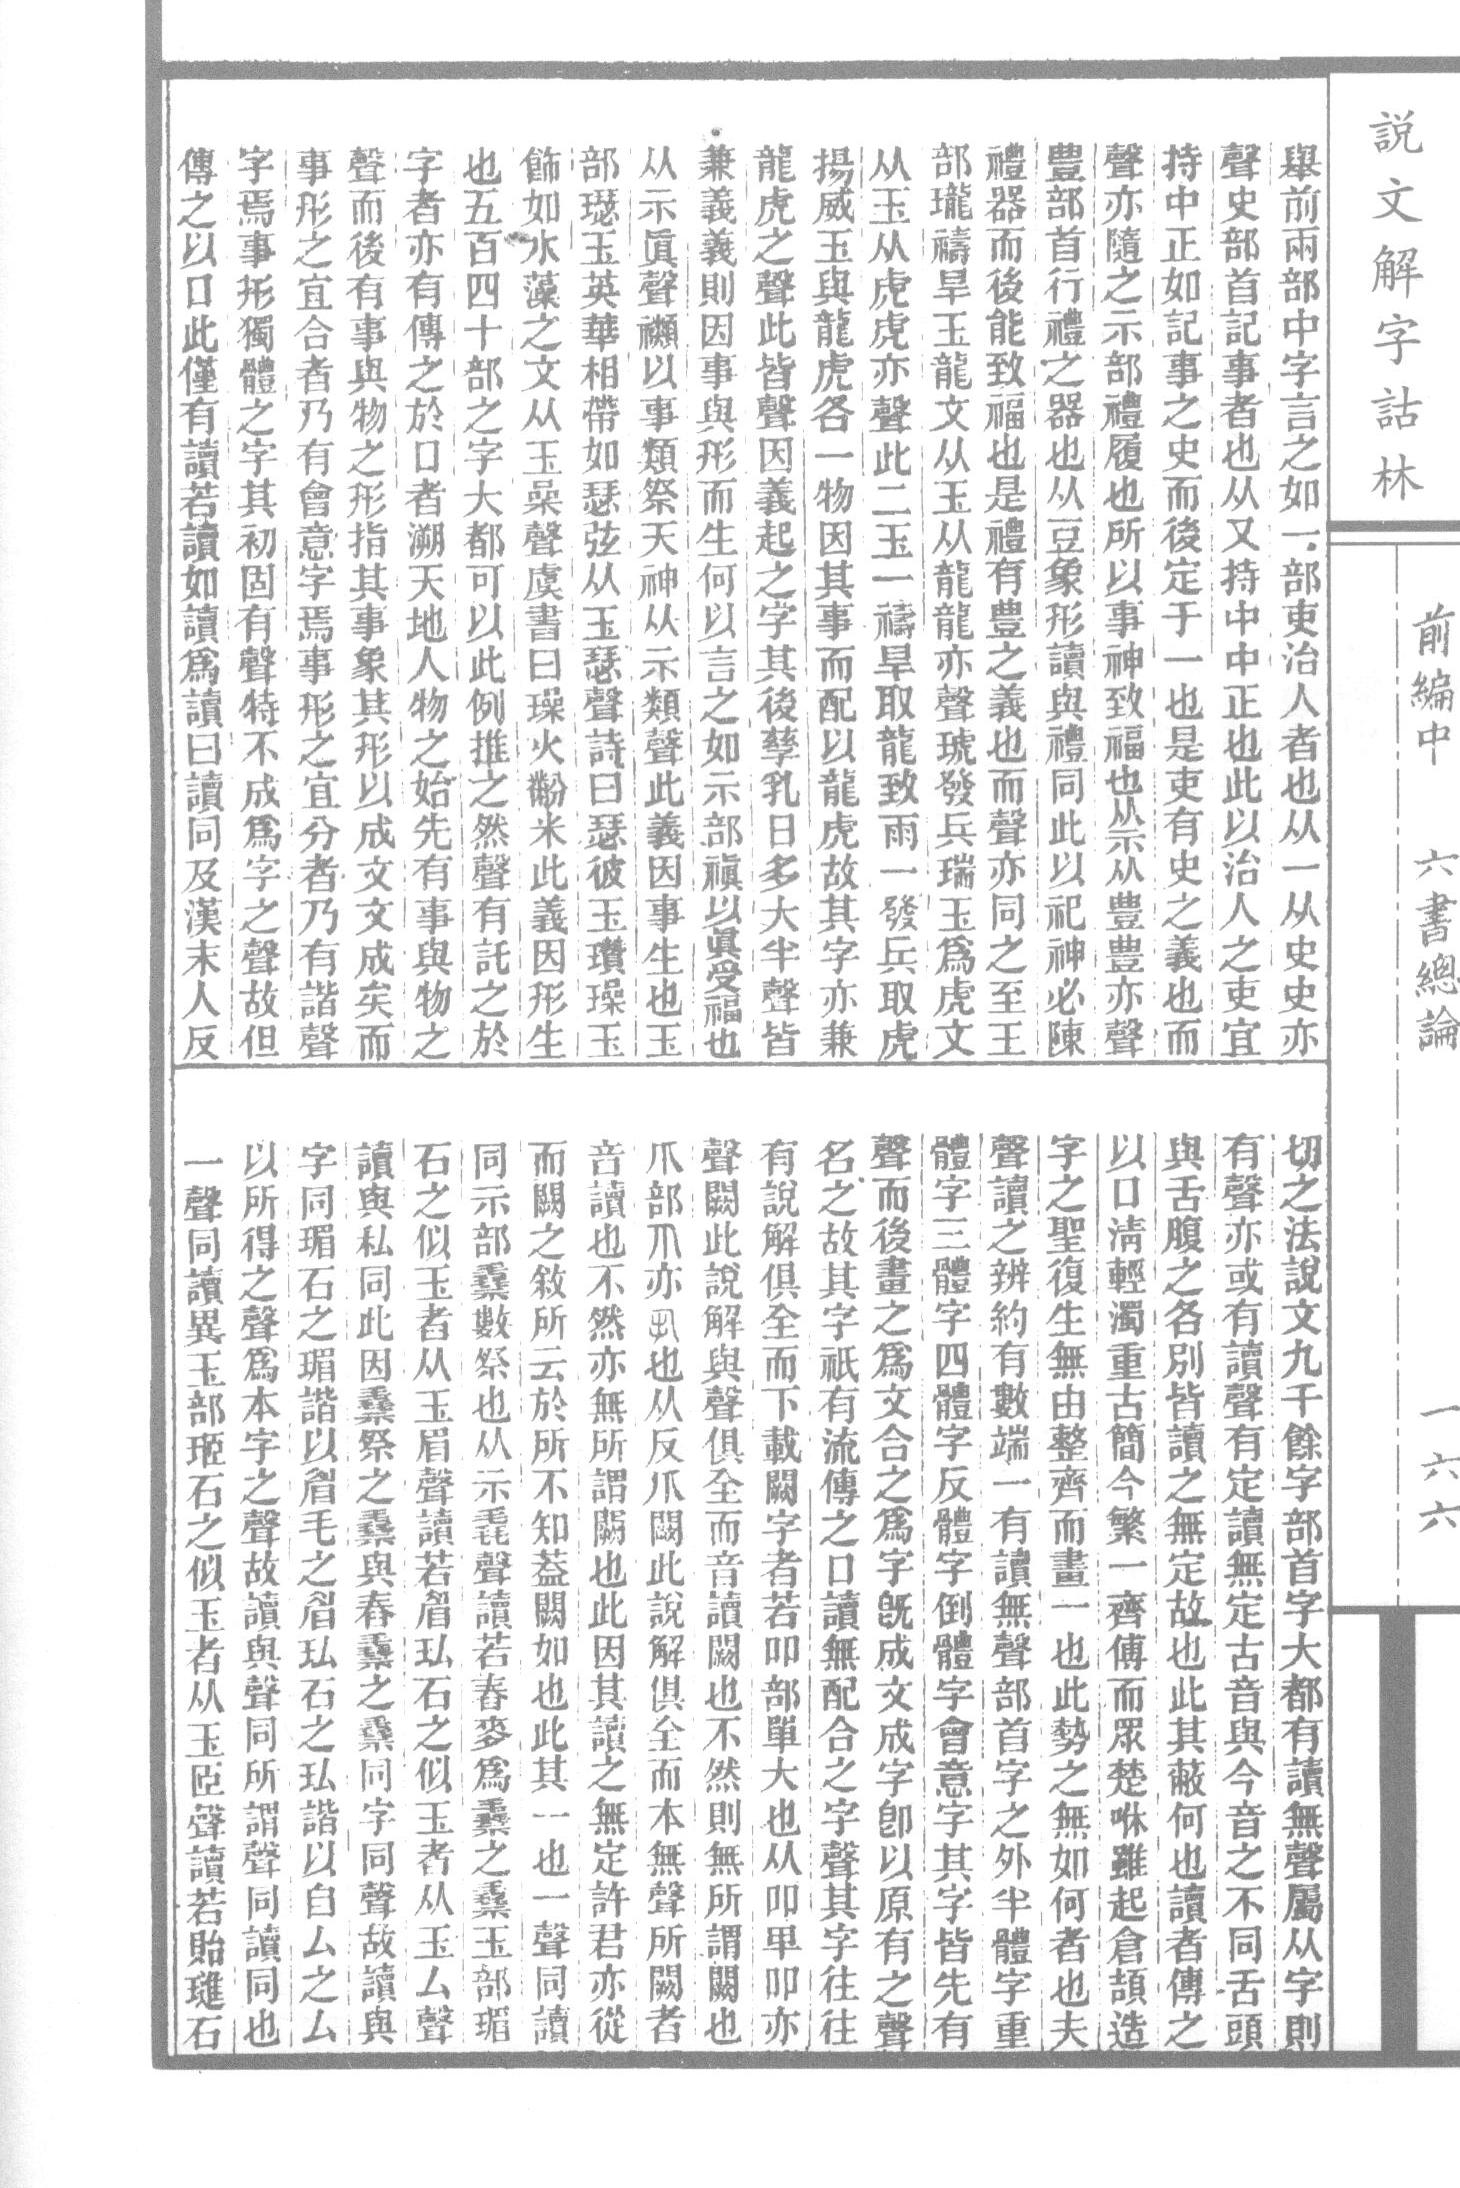 說文解字詁林
前編中 六書總論
一六六
舉前兩部中字言之如一部吏治人者也从一从史史亦
聲史部首記事者也从又持中中正也此以治人之吏宜
持中正如記事之史而後定于一也是吏有史之義也而
聲亦隨之示部禮履也所以事神致福也从示从豊豊亦聲
豊部首行禮之器也从豆象形讀與禮同此以祀神必陳
禮器而後能致福也是禮有豊之義也而聲亦同之至王
部瓏禱旱玉龍文从玉从龍龍亦聲琥發兵瑞玉爲虎文
从玉从虎虎亦聲此二玉一禱旱取龍致雨一發兵取虎
揚威玉與龍虎各一物因其事而配以龍虎故其字亦兼
龍虎之聲此皆聲因義起之字其後孳乳日多大半聲皆
兼義義則因事與形而生何以言之如示部禛以眞受福也
从示眞聲禷以事類祭天神从示類聲此義因事生也玉
部璱玉英華相帶如瑟弦从玉瑟聲詩曰瑟彼玉瓚璪玉
飾如水藻之文从玉喿聲虞書曰璪火黺米此義因形生
也五百四十部之字大都可以此例推之然聲有託之於
字者亦有傳之於口者溯天地人物之始先有事與物之
聲而後有事與物之形指其事象其形以成文文成矣而
事形之宜合者乃有會意字焉事形之宜分者乃有諧聲
字焉事形獨體之字其初固有聲特不成爲字之聲故但
傳之以口此僅有讀若讀如讀爲讀曰讀同及漢末人反
切之法說文九千餘字部首字大都有讀無聲屬从字則
有聲亦或有讀聲有定讀無定古音與今音之不同舌頭
與舌腹之各別皆讀之無定故也此其蔽何也讀者傳之
以口淸輕濁重古簡今繁一齊傅而眾楚咻雖起倉頡造
字之聖復生無由整齊而畫一也此勢之無如何者也夫
聲讀之辨約有數端一有讀無聲部首字之外半體字重
體字三體字四體字反體字倒體字會意字其字皆先有
聲而後畫之爲文合之爲字旣成文成字卽以原有之聲
名之故其字祇有流傳之口讀無配合之字聲其字往往
有說解俱全而下載闕字者若吅部單大也从吅甲吅亦
聲闕此說解與聲俱全而音讀闕也不然則無所謂闕也
爪部爪亦丮也从反爪闕此說解俱全而本無聲所闕者
音讀也不然亦無所謂闕也此因其讀之無定許君亦從
而闕之敘所云於所不知葢闕如也此其一也一聲同讀
同示部𣯩數祭也从示毳聲讀若舂麥爲𣯩之𣯩玉部瑂
石之似玉者从玉眉聲讀若眉玜石之似玉者从玉厶聲
讀與私同此因𣯩祭之𣯩與舂𣯩之𣯩同字同聲故讀與
字同瑂石之瑂諧以眉毛之眉玜石之玜諧以自厶之厶
以所得之聲爲本字之聲故讀與聲同所謂聲同讀同也
一聲同讀異玉部㺿石之似玉者从玉𦣞聲讀若貽琟石